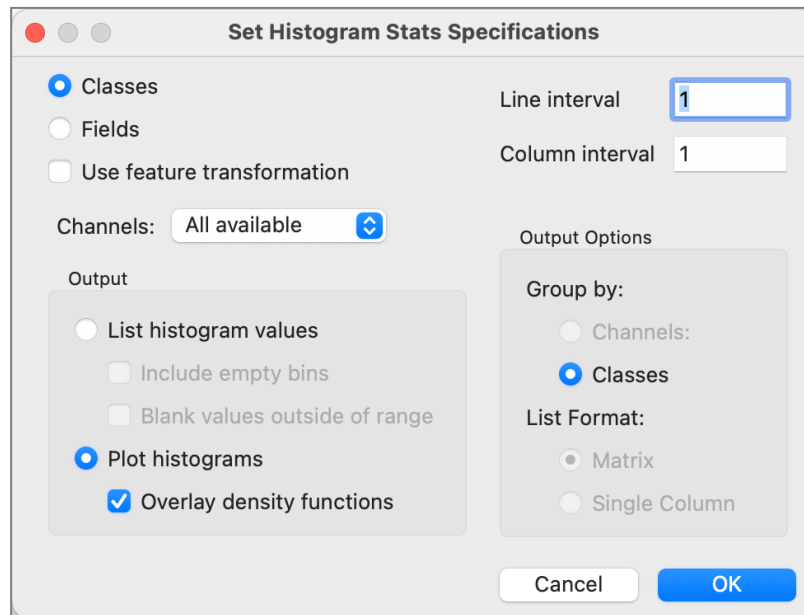 Set Histogram Stats Specifications
Classes
Fields
Use feature transformation
Channels: All available
Output
List histogram values
Include empty bins
Blank values outside of range
Plot histograms
Overlay density functions
Line interval 1
Column interval 1
Output Options
Group by:
Channels:
Classes
List Format:
Matrix
Single Column
Cancel OK